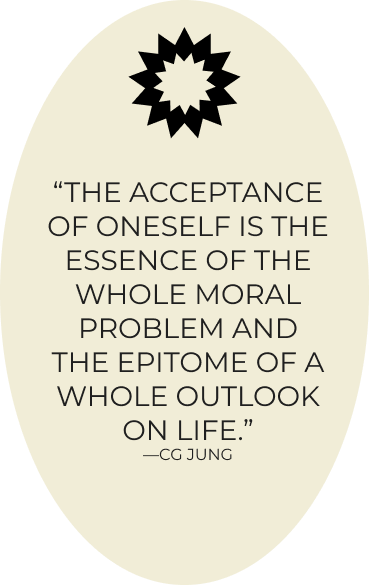 “THE ACCEPTANCE
OF ONESELF IS THE
ESSENCE OF THE
WHOLE MORAL
PROBLEM AND
THE EPITOME OF A
WHOLE OUTLOOK
ON LIFE.”
—CG JUNG